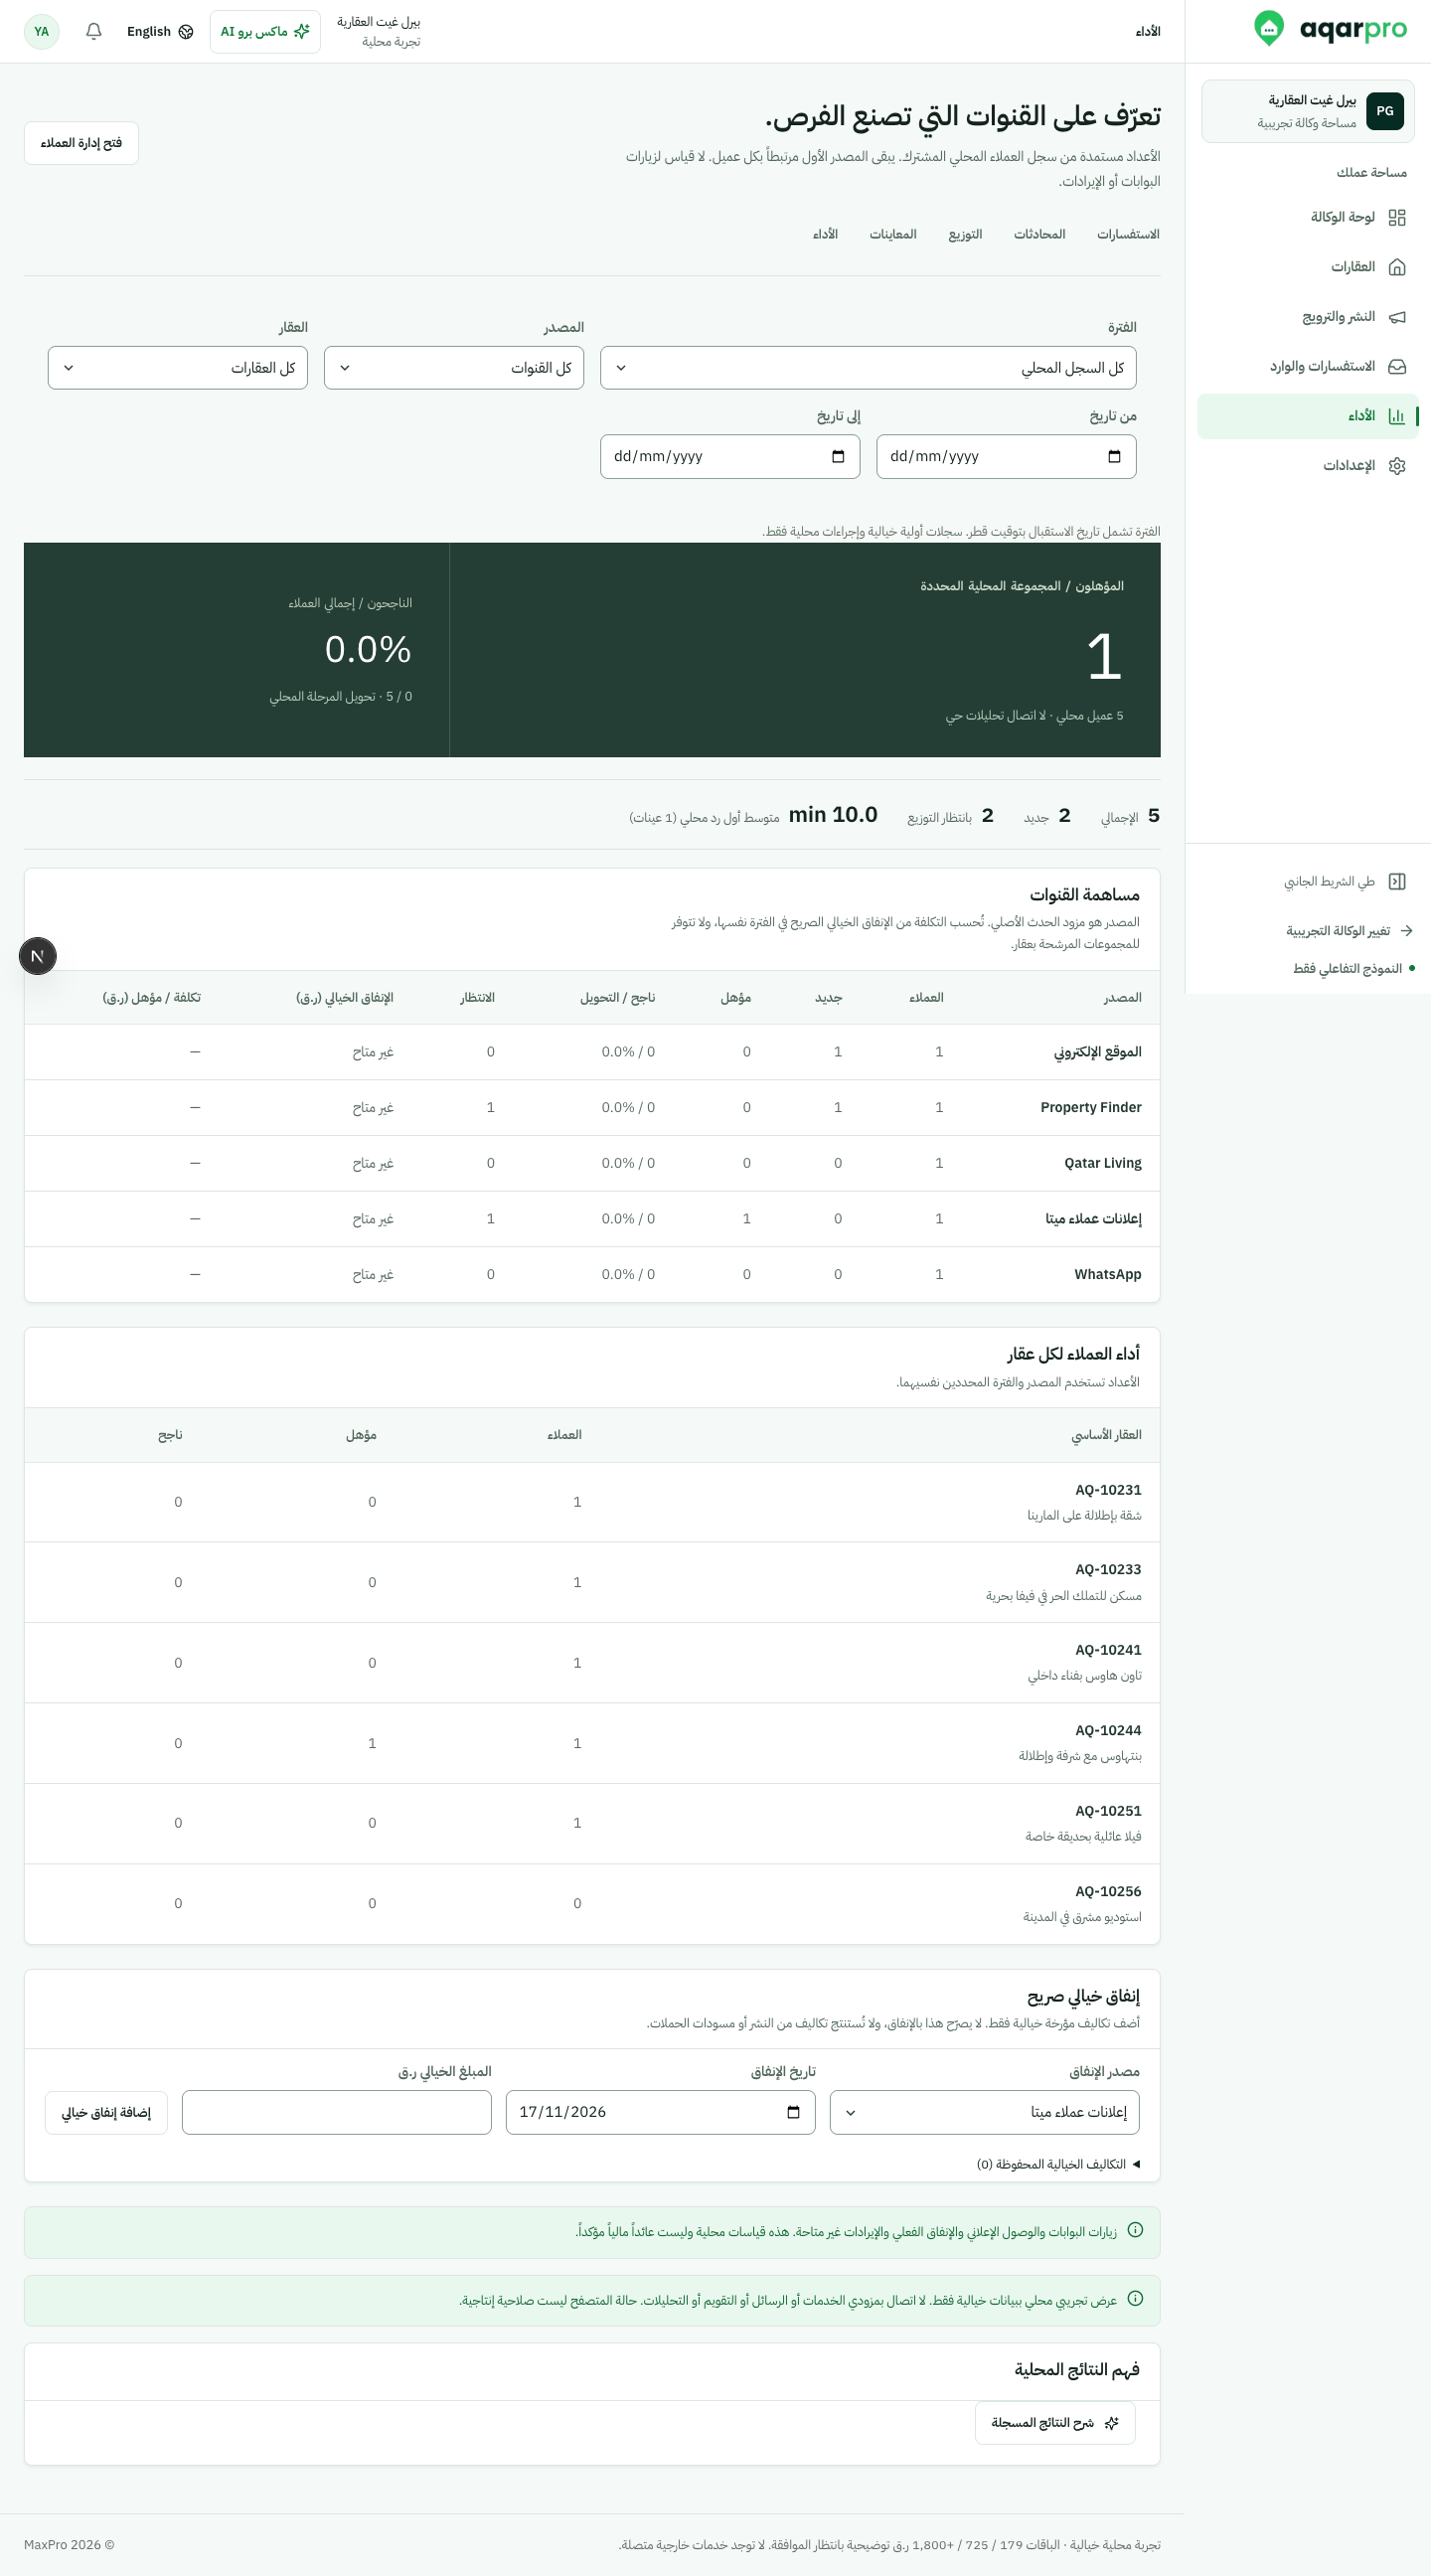 aqarpro
PG
بيرل غيت العقارية
مساحة وكالة تجريبية
مساحة عملك
لوحة الوكالة
العقارات
النشر والترويج
الاستفسارات والوارد
الأداء
الإعدادات
طي الشريط الجانبي
تغيير الوكالة التجريبية
النموذج التفاعلي فقط
الأداء
بيرل غيت العقارية
تجربة محلية
ماكس برو AI
English
YA
تعرّف على القنوات التي تصنع الفرص.
الأعداد مستمدة من سجل العملاء المحلي المشترك. يبقى المصدر الأول مرتبطاً بكل عميل. لا قياس لزيارات
البوابات أو الإيرادات.
فتح إدارة العملاء
الاستفسارات المحادثات التوزيع المعاينات الأداء
الفترة المصدر العقار
كل السجل المحلي كل القنوات كل العقارات
من تاريخ إلى تاريخ
dd/mm/yyyy dd/mm/yyyy
الفترة تشمل تاريخ الاستقبال بتوقيت قطر. سجلات أولية خيالية وإجراءات محلية فقط.
المؤهلون / المجموعة المحلية المحددة
1
5 عميل محلي · لا اتصال تحليلات حي
الناجحون / إجمالي العملاء
0.0%
0 / 5 · تحويل المرحلة المحلي
5 الإجمالي 2 جديد 2 بانتظار التوزيع 10.0 min متوسط أول رد محلي (1 عينات)
مساهمة القنوات
المصدر هو مزود الحدث الأصلي. تُحسب التكلفة من الإنفاق الخيالي الصريح في الفترة نفسها، ولا تتوفر
للمجموعات المرشحة بعقار.
المصدر العملاء جديد مؤهل ناجح / التحويل الانتظار الإنفاق الخيالي (ر.ق) تكلفة / مؤهل (ر.ق)
الموقع الإلكتروني 1 1 0 0 / 0.0% 0 غير متاح —
Property Finder 1 1 0 0 / 0.0% 1 غير متاح —
Qatar Living 1 0 0 0 / 0.0% 0 غير متاح —
إعلانات عملاء ميتا 1 0 1 0 / 0.0% 1 غير متاح —
WhatsApp 1 0 0 0 / 0.0% 0 غير متاح —
أداء العملاء لكل عقار
الأعداد تستخدم المصدر والفترة المحددين نفسيهما.
العقار الأساسي العملاء مؤهل ناجح
AQ-10231
شقة بإطلالة على المارينا
1 0 0
AQ-10233
مسكن للتملك الحر في فيفا بحرية
1 0 0
AQ-10241
تاون هاوس بفناء داخلي
1 0 0
AQ-10244
بنتهاوس مع شرفة وإطلالة
1 1 0
AQ-10251
فيلا عائلية بحديقة خاصة
1 0 0
AQ-10256
استوديو مشرق في المدينة
0 0 0
إنفاق خيالي صريح
أضف تكاليف مؤرخة خيالية فقط. لا يصرّح هذا بالإنفاق، ولا تُستنتج تكاليف من النشر أو مسودات الحملات.
مصدر الإنفاق تاريخ الإنفاق المبلغ الخيالي ر.ق
إعلانات عملاء ميتا 17/11/2026 إضافة إنفاق خيالي
التكاليف الخيالية المحفوظة (0)
زيارات البوابات والوصول الإعلاني والإنفاق الفعلي والإيرادات غير متاحة. هذه قياسات محلية وليست عائداً مالياً مؤكداً.
عرض تجريبي محلي ببيانات خيالية فقط. لا اتصال بمزودي الخدمات أو الرسائل أو التقويم أو التحليلات. حالة المتصفح ليست صلاحية إنتاجية.
فهم النتائج المحلية
شرح النتائج المسجلة
تجربة محلية خيالية · الباقات 179 / 725 / +1,800 ر.ق توضيحية بانتظار الموافقة. لا توجد خدمات خارجية متصلة.
© 2026 MaxPro